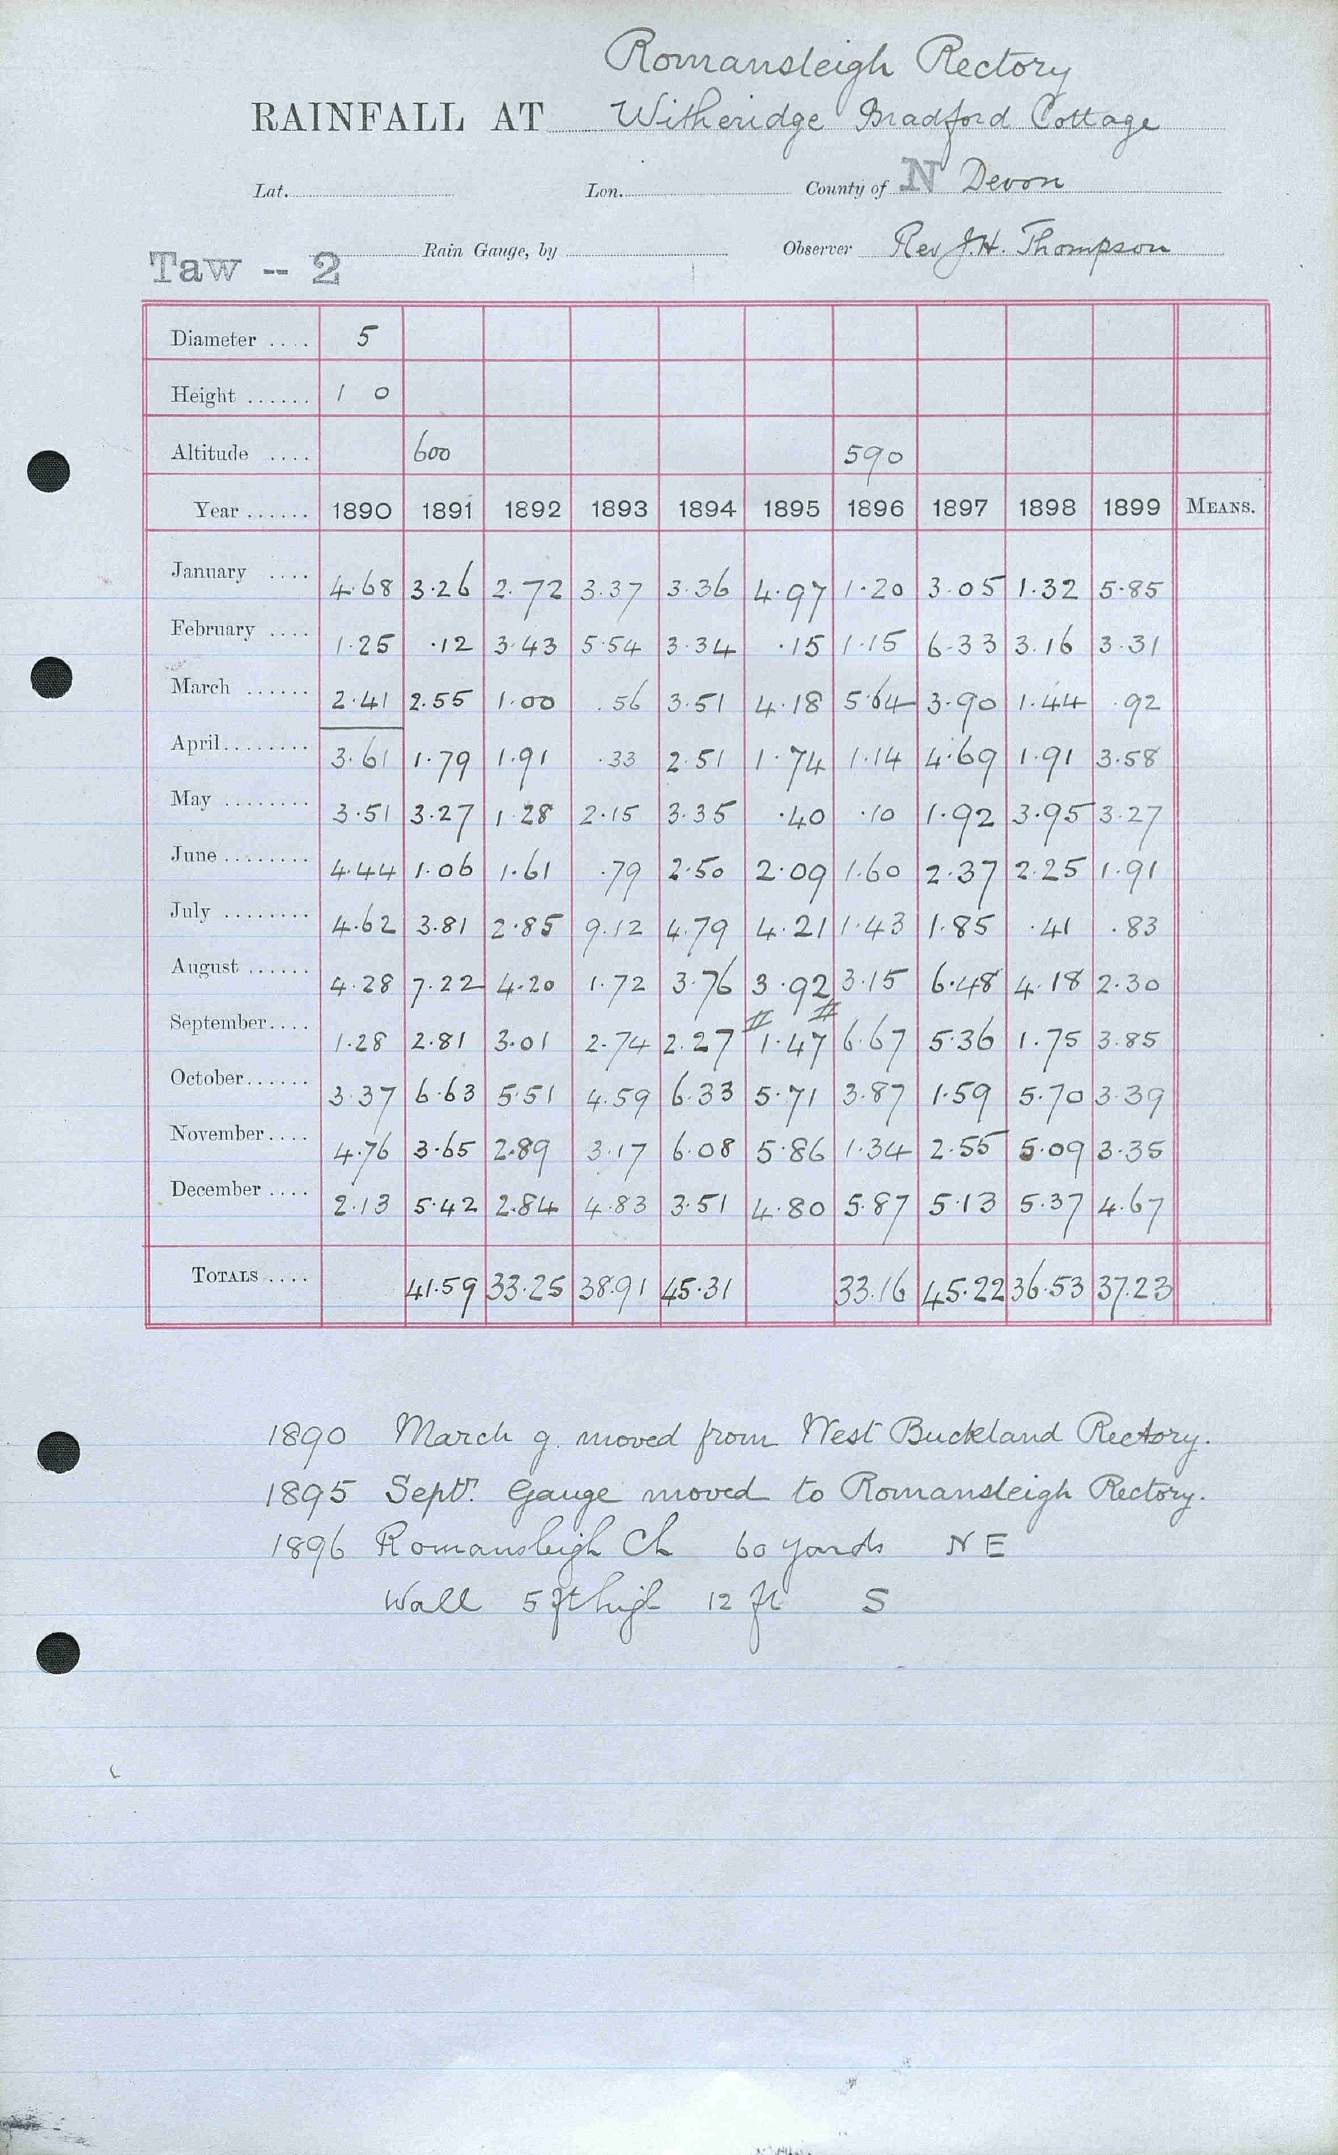 Romansleigh Rectory
RAINFALL AT Witheridge Bradford Cottage
Lat. Lon. County of N Devon
Taw -- 2 Rain Gauge, by Observer Rev J.H. Thompson
Diameter .... 5
Height ...... 1 0
Altitude .... 600 590
Year ...... 1890 1891 1892 1893 1894 1895 1896 1897 1898 1899 MEANS.
January .... 4.68 3.26 2.72 3.37 3.36 4.97 1.20 3.05 1.32 5.85
February .... 1.25 .12 3.43 5.54 3.34 .15 1.15 6.33 3.16 3.31
March ...... 2.41 2.55 1.00 .56 3.51 4.18 5.64 3.90 1.44 .92
April........ 3.61 1.79 1.91 .33 2.51 1.74 1.14 4.69 1.91 3.58
May ........ 3.51 3.27 1.28 2.15 3.35 .40 .10 1.92 3.95 3.27
June ........ 4.44 1.06 1.61 .79 2.50 2.09 1.60 2.37 2.25 1.91
July ........ 4.62 3.81 2.85 9.12 4.79 4.21 1.43 1.85 .41 .83
August ...... 4.28 7.22 4.20 1.72 3.76 3.92 3.15 6.48 4.18 2.30
September.... 1.28 2.81 3.01 2.74 2.27 1.47 6.67 5.36 1.75 3.85
October...... 3.37 6.63 5.51 4.59 6.33 5.71 3.87 1.59 5.70 3.39
November.... 4.76 3.65 2.89 3.17 6.08 5.86 1.34 2.55 5.09 3.35
December .... 2.13 5.42 2.84 4.83 3.51 4.80 5.87 5.13 5.37 4.67
TOTALS .... 41.59 33.25 38.91 45.31 33.16 45.22 36.53 37.23
1890 March 9. moved from West Buckland Rectory.
1895 Septr. Gauge moved to Romansleigh Rectory.
1896 Romansleigh Ch 60 yards NE
Wall 5 ft high 12 ft S